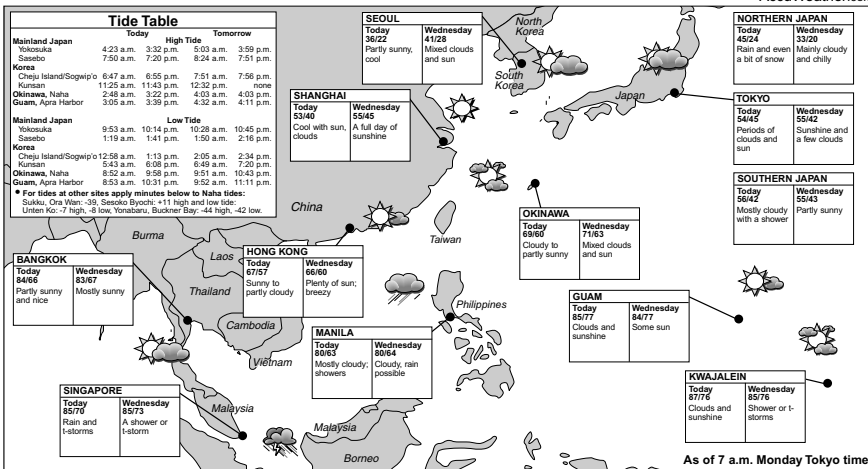 Tide Table
Today Tomorrow
Mainland Japan High Tide
Yokosuka 4:23 a.m. 3:32 p.m. 5:03 a.m. 3:59 p.m.
Sasebo 7:50 a.m. 7:20 p.m. 8:24 a.m. 7:51 p.m.
Korea
Cheju Island/Sogwip'o 6:47 a.m. 6:55 p.m. 7:51 a.m. 7:56 p.m.
Kunsan 11:25 a.m. 11:43 p.m. 12:32 p.m. none
Okinawa, Naha 2:48 a.m. 3:22 p.m. 4:03 a.m. 4:03 p.m.
Guam, Apra Harbor 3:05 a.m. 3:39 p.m. 4:32 a.m. 4:11 p.m.
Mainland Japan Low Tide
Yokosuka 9:53 a.m. 10:14 p.m. 10:28 a.m. 10:45 p.m.
Sasebo 1:19 a.m. 1:41 p.m. 1:50 a.m. 2:16 p.m.
Korea
Cheju Island/Sogwip'o 12:58 a.m. 1:13 p.m. 2:05 a.m. 2:34 p.m.
Kunsan 5:43 a.m. 6:08 p.m. 6:49 a.m. 7:20 p.m.
Okinawa, Naha 8:52 a.m. 9:58 p.m. 9:51 a.m. 10:43 p.m.
Guam, Apra Harbor 8:53 a.m. 10:31 p.m. 9:52 a.m. 11:11 p.m.
• For tides at other sites apply minutes below to Naha tides:
Sukku, Ora Wan: -39, Sesoko Byochi: +11 high and low tide:
Unten Ko: -7 high, -8 low, Yonabaru, Buckner Bay: -44 high, -42 low.
SEOUL
Today Wednesday
36/22 41/28
Partly sunny, Mixed clouds
cool and sun
North
Korea
South
Korea
Japan
NORTHERN JAPAN
Today Wednesday
45/24 33/20
Rain and even Mainly cloudy
a bit of snow and chilly
SHANGHAI
Today Wednesday
53/40 55/45
Cool with sun, A full day of
clouds sunshine
TOKYO
Today Wednesday
54/45 55/42
Periods of Sunshine and
clouds and a few clouds
sun
SOUTHERN JAPAN
Today Wednesday
56/42 55/43
Mostly cloudy Partly sunny
with a shower
China
Taiwan
OKINAWA
Today Wednesday
69/60 71/63
Cloudy to Mixed clouds
partly sunny and sun
Burma
Laos
Thailand
Cambodia
Vietnam
HONG KONG
Today Wednesday
67/57 66/60
Sunny to Plenty of sun;
partly cloudy breezy
BANGKOK
Today Wednesday
84/66 83/67
Partly sunny Mostly sunny
and nice
Philippines
GUAM
Today Wednesday
85/77 84/77
Clouds and Some sun
sunshine
MANILA
Today Wednesday
80/63 80/64
Mostly cloudy; Cloudy, rain
showers possible
KWAJALEIN
Today Wednesday
87/76 85/76
Clouds and Shower or t-
sunshine storms
SINGAPORE
Today Wednesday
85/70 85/73
Rain and A shower or
t-storms t-storm
Malaysia
Malaysia
Borneo
As of 7 a.m. Monday Tokyo time